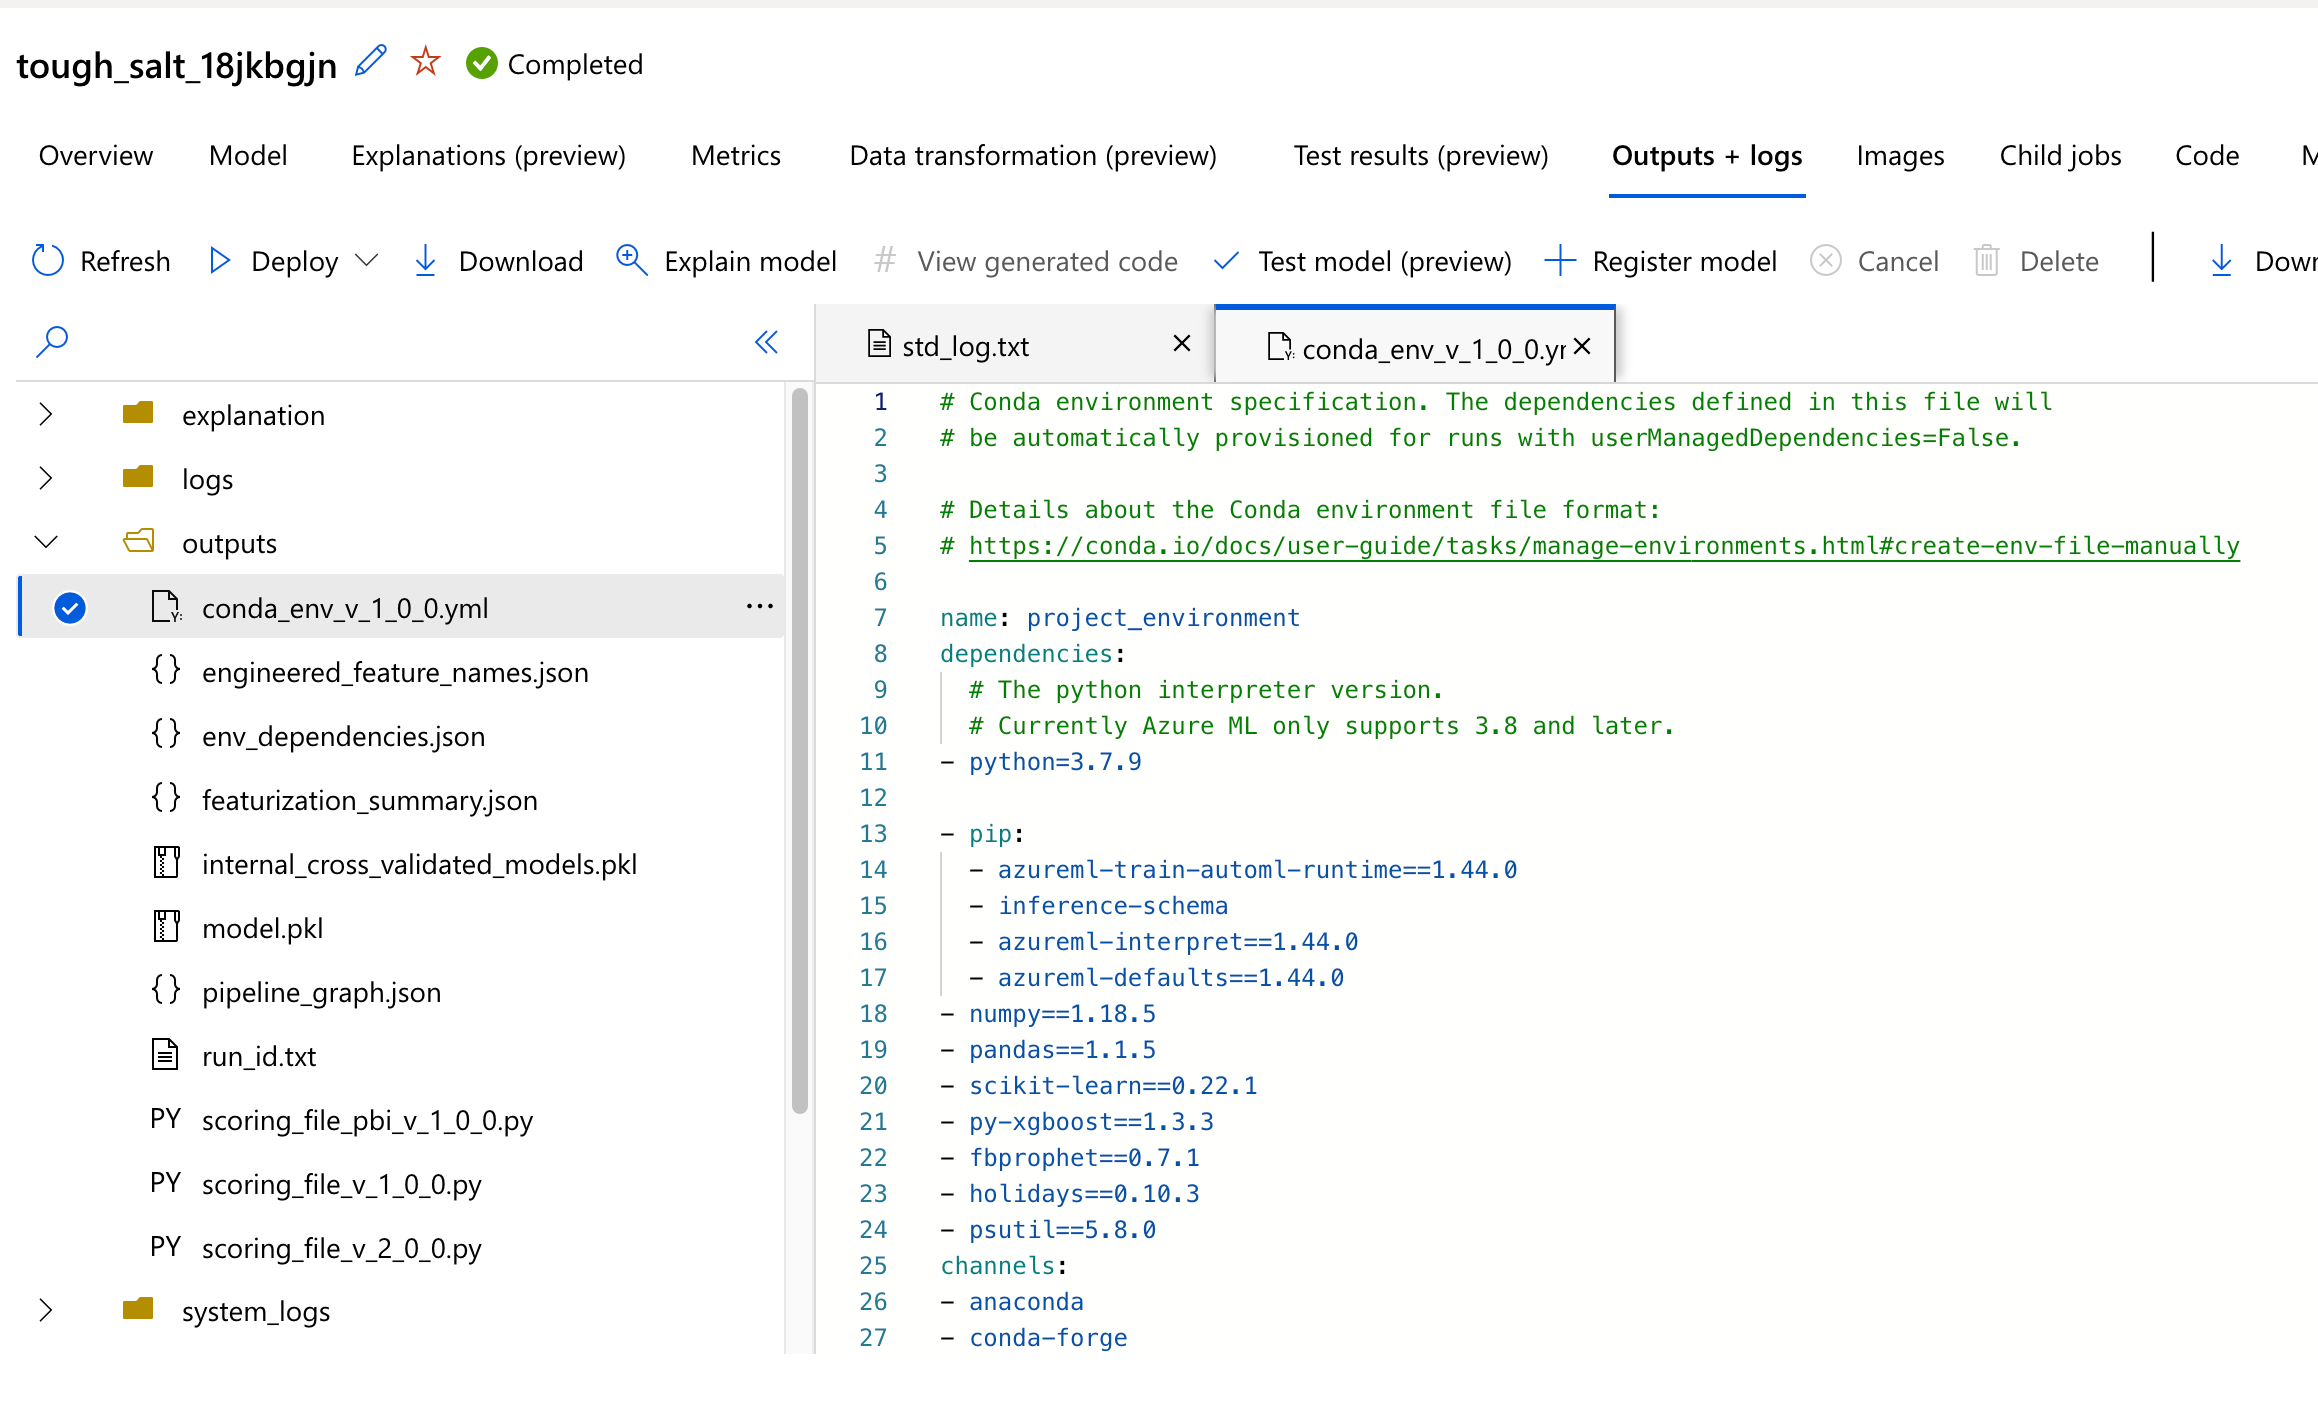 tough_salt_18jkbgjn Completed
Overview Model Explanations (preview) Metrics Data transformation (preview) Test results (preview) Outputs + logs Images Child jobs Code
Refresh Deploy Download Explain model # View generated code Test model (preview) Register model Cancel Delete
explanation
logs
outputs
conda_env_v_1_0_0.yml ...
{} engineered_feature_names.json
{} env_dependencies.json
{} featurization_summary.json
internal_cross_validated_models.pkl
model.pkl
{} pipeline_graph.json
run_id.txt
PY scoring_file_pbi_v_1_0_0.py
PY scoring_file_v_1_0_0.py
PY scoring_file_v_2_0_0.py
system_logs
std_log.txt conda_env_v_1_0_0.yr
1 # Conda environment specification. The dependencies defined in this file will
2 # be automatically provisioned for runs with userManagedDependencies=False.
3
4 # Details about the Conda environment file format:
5 # https://conda.io/docs/user-guide/tasks/manage-environments.html#create-env-file-manually
6
7 name: project_environment
8 dependencies:
9 # The python interpreter version.
10 # Currently Azure ML only supports 3.8 and later.
11 - python=3.7.9
12
13 - pip:
14 - azureml-train-automl-runtime==1.44.0
15 - inference-schema
16 - azureml-interpret==1.44.0
17 - azureml-defaults==1.44.0
18 - numpy==1.18.5
19 - pandas==1.1.5
20 - scikit-learn==0.22.1
21 - py-xgboost==1.3.3
22 - fbprophet==0.7.1
23 - holidays==0.10.3
24 - psutil==5.8.0
25 channels:
26 - anaconda
27 - conda-forge